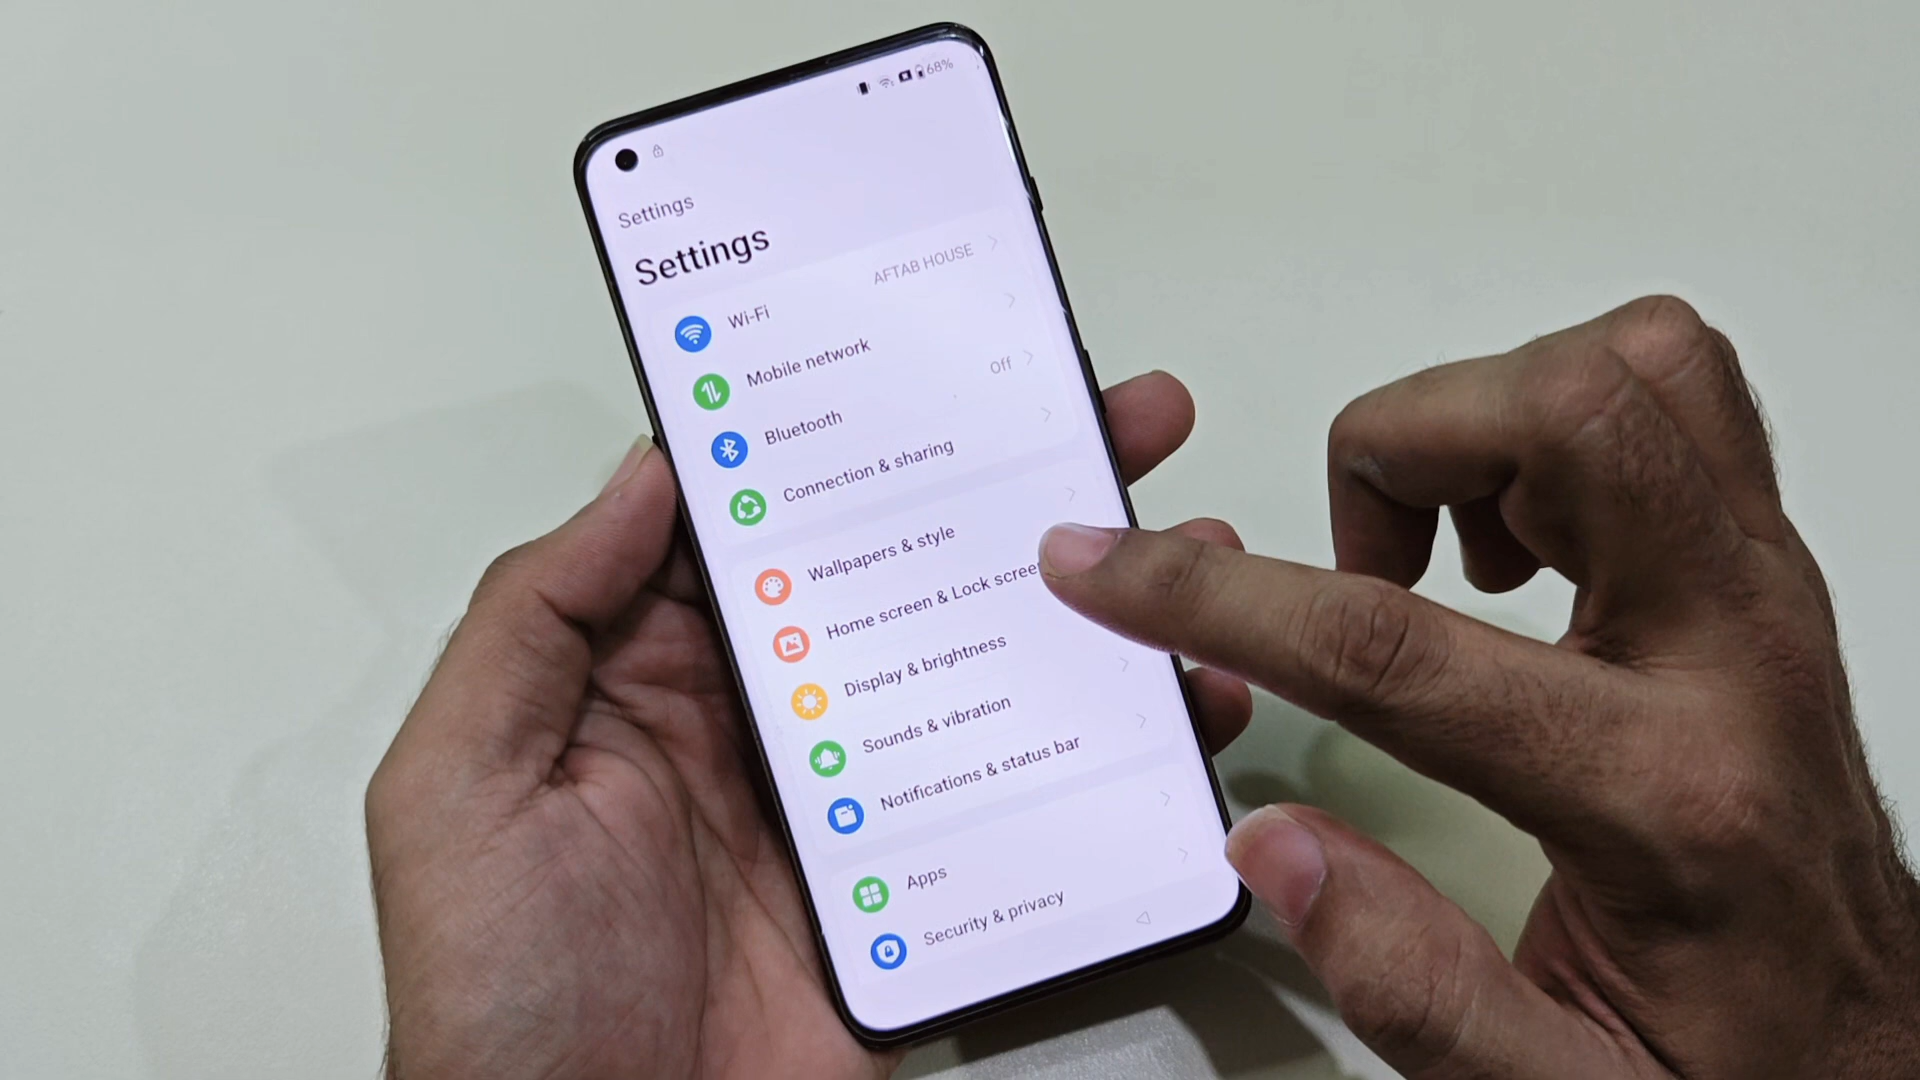 68%
Settings
Settings
Wi-Fi AFTAB HOUSE
Mobile network
Bluetooth Off
Connection & sharing
Wallpapers & style
Home screen & Lock screen
Display & brightness
Sounds & vibration
Notifications & status bar
Apps
Security & privacy